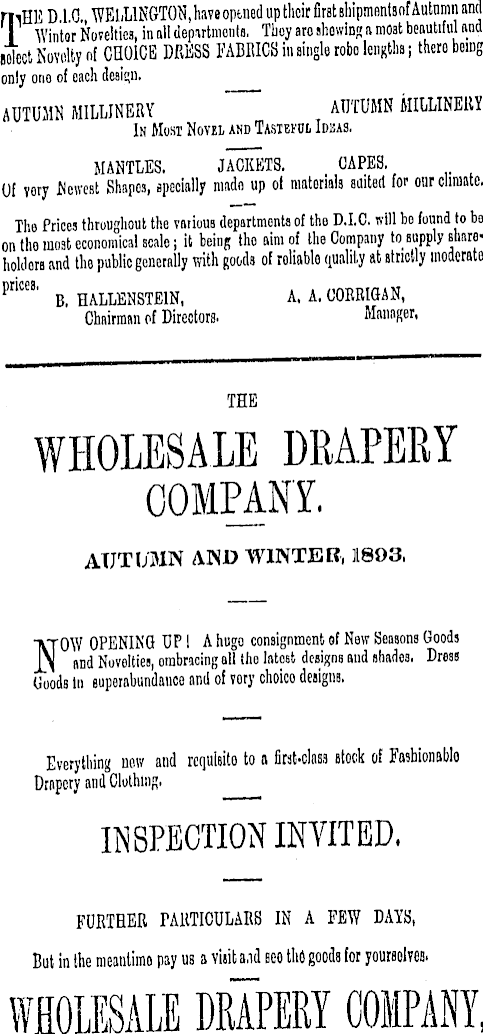 THE D.I.C., WELLINGTON, have opened up their first shipments of Autumn and
Winter Novelties, in all departments. They are showing a most beautiful and
select Novelty of CHOICE DRESS FABRICS in single robe lengths; there being
only one of each design.
AUTUMN MILLINERY AUTUMN MILLINERY
IN MOST NOVEL AND TASTEFUL IDEAS.
MANTLES. JACKETS. CAPES.
Of very Newest Shapes, specially made up of materials suited for our climate.
The Prices throughout the various departments of the D.I.C. will be found to be
on the most economical scale; it being the aim of the Company to supply share-
holders and the public generally with goods of reliable quality at strictly moderate
prices.
B. HALLENSTEIN, A. A. CORRIGAN,
Chairman of Directors. Manager,
THE
WHOLESALE DRAPERY
COMPANY.
AUTUMN AND WINTER, 1893,
NOW OPENING UP! A huge consignment of New Seasons Goods
and Novelties, embracing all the latest designs and shades. Dress
Goods in superabundance and of very choice designs.
Everything new and requisite to a first-class stock of Fashionable
Drapery and Clothing,
INSPECTION INVITED.
FURTHER PARTICULARS IN A FEW DAYS,
But in the meantime pay us a visit and see the goods for yourselves.
WHOLESALE DRAPERY COMPANY.